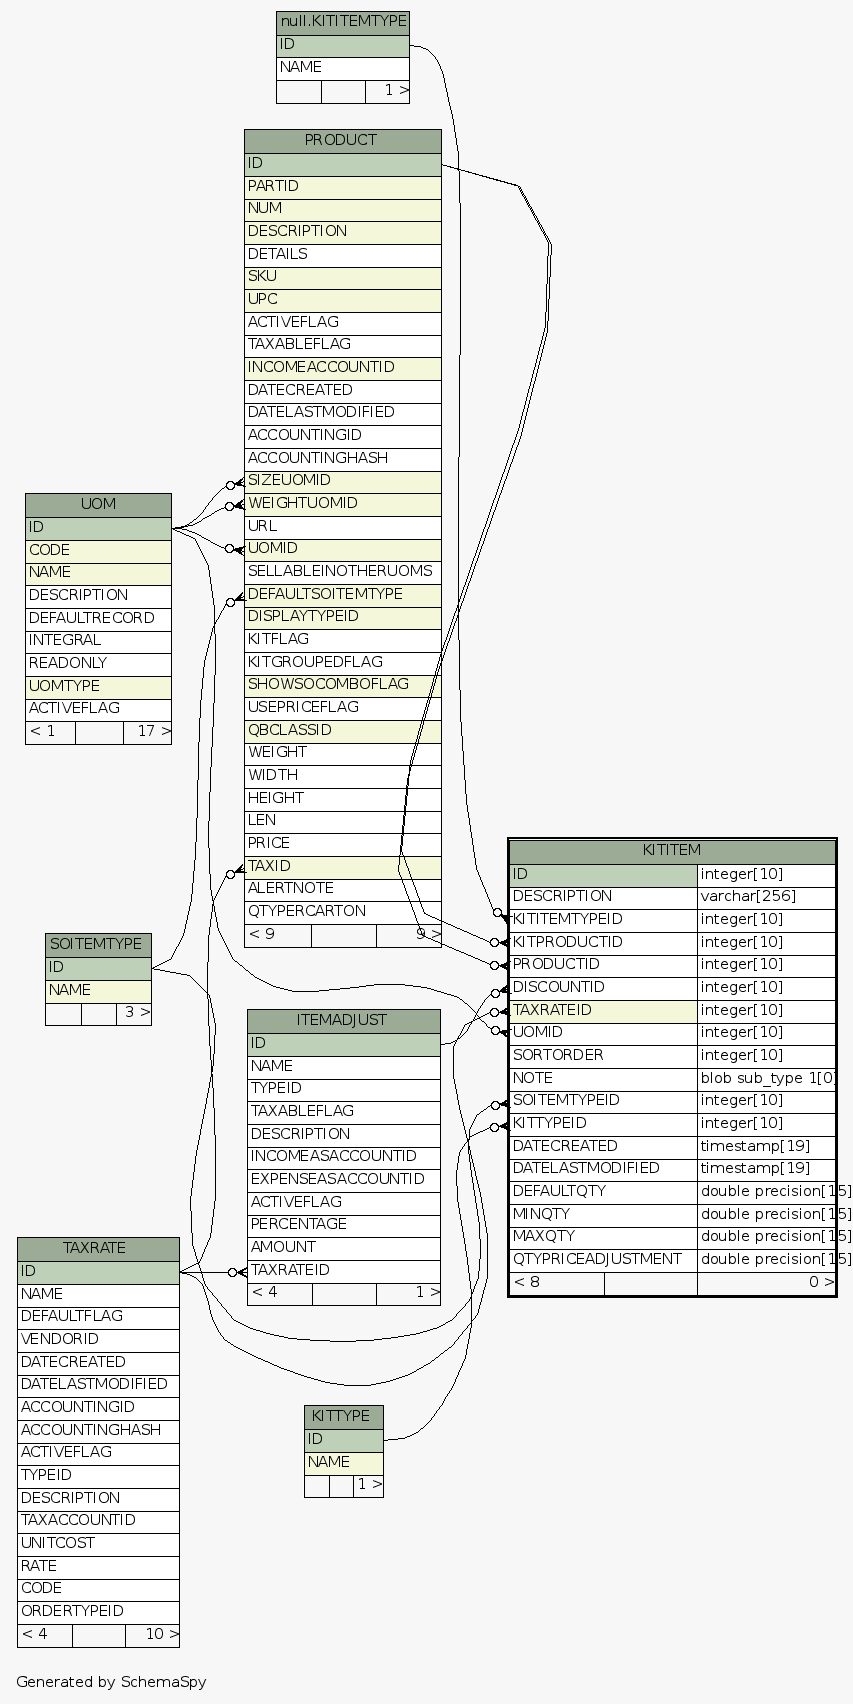 null.KITITEMTYPE
ID
NAME
1 >
PRODUCT
ID
PARTID
NUM
DESCRIPTION
DETAILS
SKU
UPC
ACTIVEFLAG
TAXABLEFLAG
INCOMEACCOUNTID
DATECREATED
DATELASTMODIFIED
ACCOUNTINGID
ACCOUNTINGHASH
SIZEUOMID
WEIGHTUOMID
URL
UOMID
SELLABLEINOTHERUOMS
DEFAULTSOITEMTYPE
DISPLAYTYPEID
KITFLAG
KITGROUPEDFLAG
SHOWSOCOMBOFLAG
USEPRICEFLAG
QBCLASSID
WEIGHT
WIDTH
HEIGHT
LEN
PRICE
TAXID
ALERTNOTE
QTYPERCARTON
< 9 9 >
UOM
ID
CODE
NAME
DESCRIPTION
DEFAULTRECORD
INTEGRAL
READONLY
UOMTYPE
ACTIVEFLAG
< 1 17 >
KITITEM
ID integer[10]
DESCRIPTION varchar[256]
KITITEMTYPEID integer[10]
KITPRODUCTID integer[10]
PRODUCTID integer[10]
DISCOUNTID integer[10]
TAXRATEID integer[10]
UOMID integer[10]
SORTORDER integer[10]
NOTE blob sub_type 1[0]
SOITEMTYPEID integer[10]
KITTYPEID integer[10]
DATECREATED timestamp[19]
DATELASTMODIFIED timestamp[19]
DEFAULTQTY double precision[15]
MINQTY double precision[15]
MAXQTY double precision[15]
QTYPRICEADJUSTMENT double precision[15]
< 8 0 >
SOITEMTYPE
ID
NAME
3 >
ITEMADJUST
ID
NAME
TYPEID
TAXABLEFLAG
DESCRIPTION
INCOMEASACCOUNTID
EXPENSEASACCOUNTID
ACTIVEFLAG
PERCENTAGE
AMOUNT
TAXRATEID
< 4 1 >
TAXRATE
ID
NAME
DEFAULTFLAG
VENDORID
DATECREATED
DATELASTMODIFIED
ACCOUNTINGID
ACCOUNTINGHASH
ACTIVEFLAG
TYPEID
DESCRIPTION
TAXACCOUNTID
UNITCOST
RATE
CODE
ORDERTYPEID
< 4 10 >
KITTYPE
ID
NAME
1 >
Generated by SchemaSpy